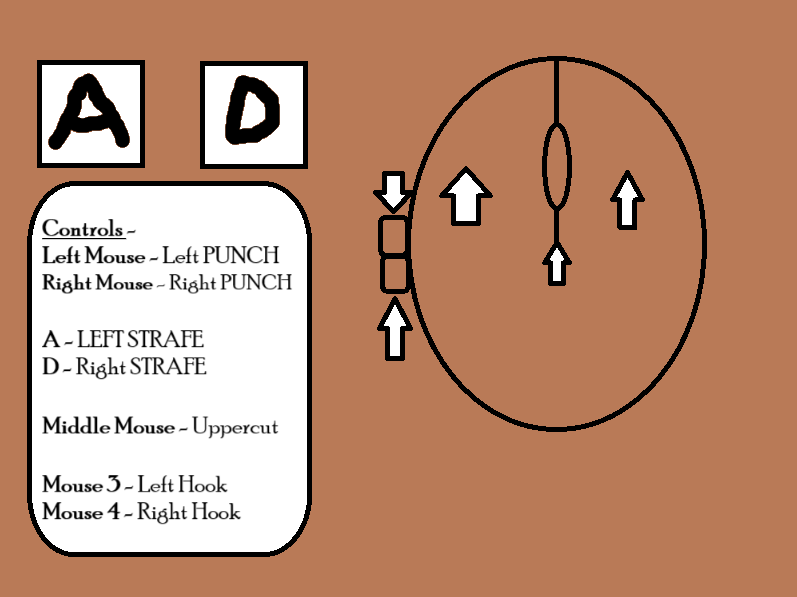 A D
Controls -
Left Mouse - Left PUNCH
Right Mouse - Right PUNCH
A - LEFT STRAFE
D - Right STRAFE
Middle Mouse - Uppercut
Mouse 3 - Left Hook
Mouse 4 - Right Hook